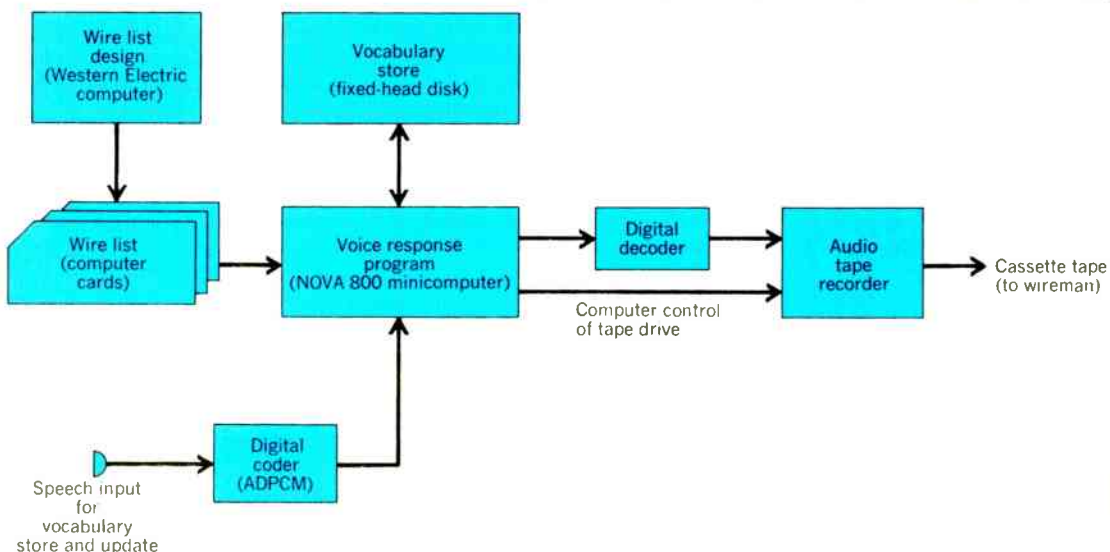 Wire list
design
(Western Electric
computer)
Vocabulary
store
(fixed-head disk)
Wire list
(computer
cards)
Voice response
program
(NOVA 800 minicomputer)
Digital
decoder
Audio
tape
recorder
Cassette tape
(to wireman)
Computer control
of tape drive
Digital
coder
(ADPCM)
Speech input
for
vocabulary
store and update